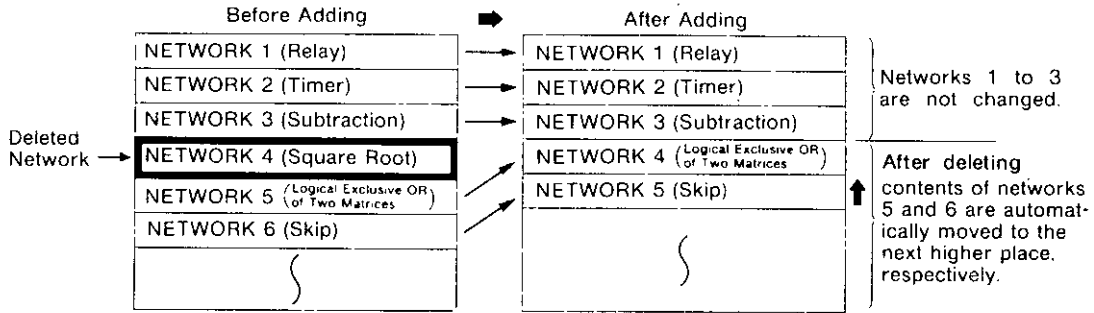 Before Adding
After Adding
NETWORK 1 (Relay)
NETWORK 2 (Timer)
NETWORK 3 (Subtraction)
Deleted
Network
NETWORK 4 (Square Root)
NETWORK 5 (Logical Exclusive OR
of Two Matrices)
NETWORK 6 (Skip)
NETWORK 1 (Relay)
NETWORK 2 (Timer)
NETWORK 3 (Subtraction)
NETWORK 4 (Logical Exclusive OR
of Two Matrices)
NETWORK 5 (Skip)
Networks 1 to 3
are not changed.
After deleting
contents of networks
5 and 6 are automat-
ically moved to the
next higher place,
respectively.